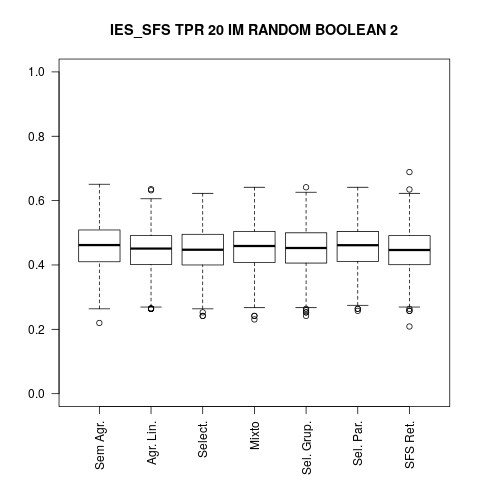 IES_SFS TPR 20 IM RANDOM BOOLEAN 2
1.0
0.8
0.6
0.4
0.2
0.0
Sem Agr.
Agr. Lin.
Select.
Mixto
Sel. Grup.
Sel. Par.
SFS Ret.